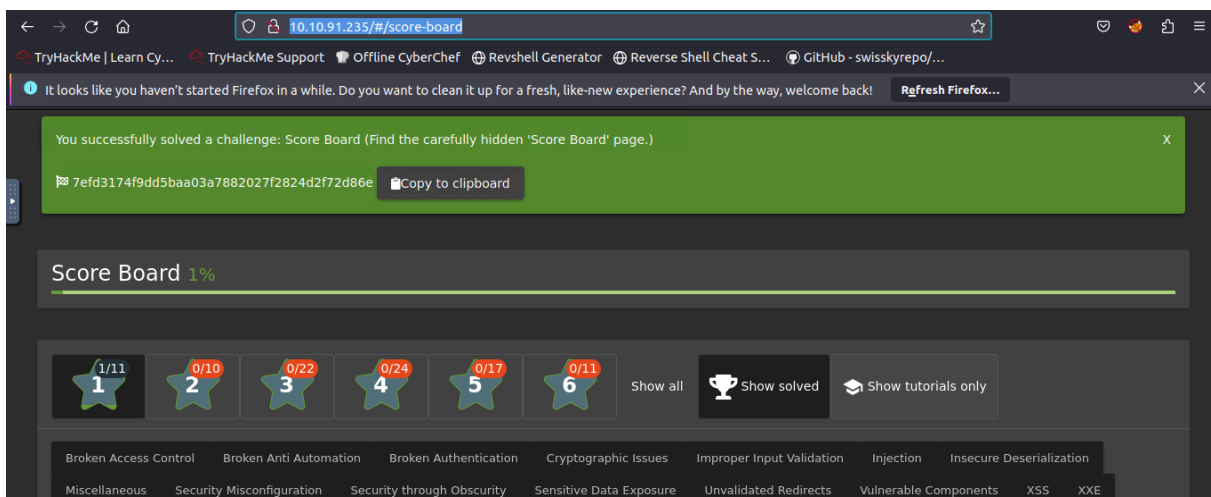 10.10.91.235/#/score-board
TryHackMe | Learn Cy... TryHackMe Support Offline CyberChef Revshell Generator Reverse Shell Cheat S... GitHub - swisskyrepo/...
It looks like you haven't started Firefox in a while. Do you want to clean it up for a fresh, like-new experience? And by the way, welcome back! Refresh Firefox...
You successfully solved a challenge: Score Board (Find the carefully hidden 'Score Board' page.) X
7efd3174f9dd5baa03a7882027f2824d2f72d86e Copy to clipboard
Score Board 1%
1/11 0/10 0/22 0/24 0/17 0/11
1 2 3 4 5 6 Show all Show solved Show tutorials only
Broken Access Control Broken Anti Automation Broken Authentication Cryptographic Issues Improper Input Validation Injection Insecure Deserialization
Miscellaneous Security Misconfiguration Security through Obscurity Sensitive Data Exposure Unvalidated Redirects Vulnerable Components XSS XXE